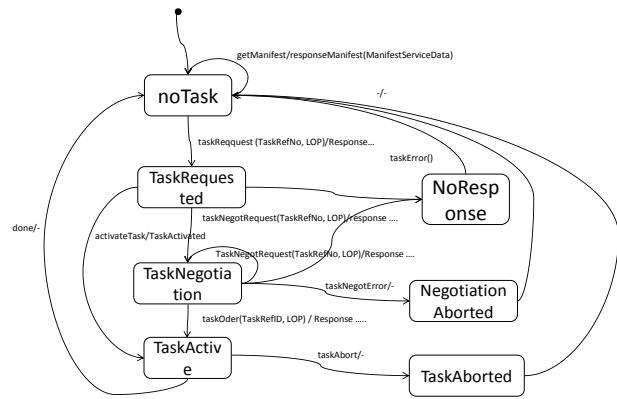 getManifest/responseManifest(ManifestServiceData)
-/-
noTask
taskReqquest (TaskRefNo, LOP)/Response...
taskError()
TaskReques
ted
NoResp
onse
taskNegotRequest(TaskRefNo, LOP)/response ....
done/-
activateTask/TaskActivated
TaskNegotRequest(TaskRefNo, LOP)/Response ....
TaskNegotia
tion
taskNegotError/-
Negotiation
Aborted
taskOder(TaskRefID, LOP) / Response .....
TaskActiv
e
taskAbort/-
TaskAborted